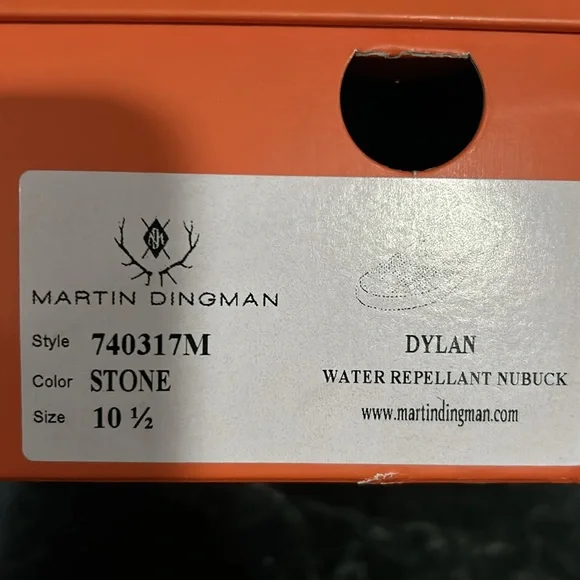 MARTIN DINGMAN
Style 740317M
Color STONE
Size 10 ½
DYLAN
WATER REPELLANT NUBUCK
www.martindingman.com